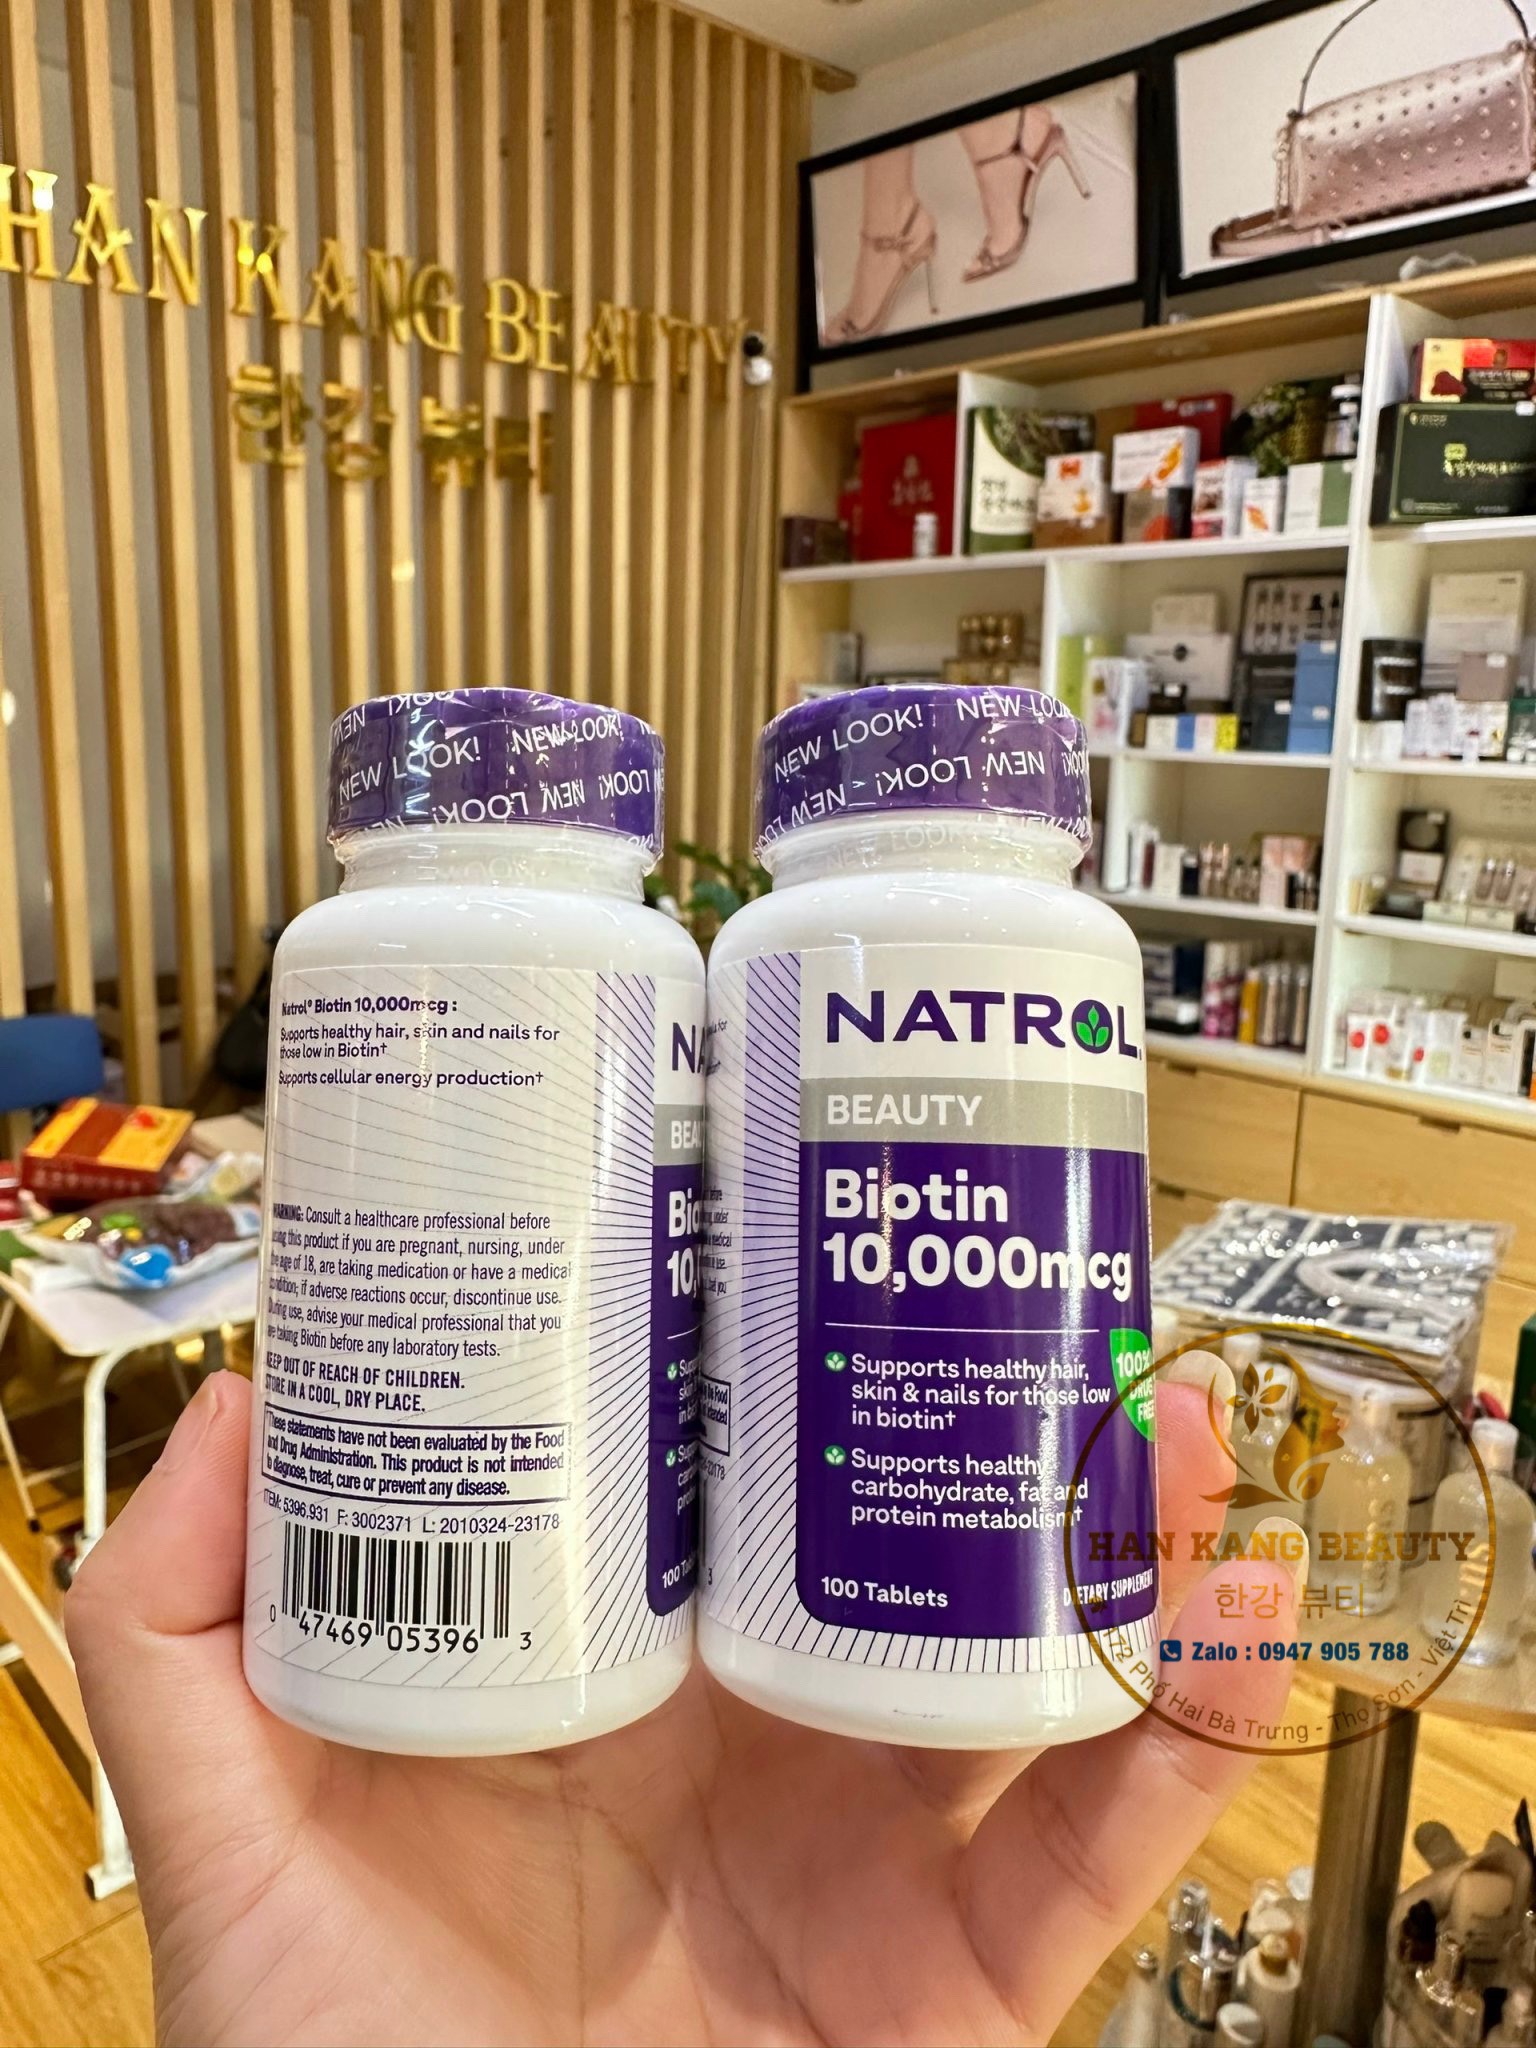 HAN KANG BEAUTY
한강뷰티
NEW LOOK! NEW LOOK!
NEW LOOK! NEW LOOK!
NEW LOOK! NEW LOOK!
NEW LOOK! NEW LOOK!
Natrol® Biotin 10,000mcg :
Supports healthy hair, skin and nails for
those low in Biotin†
Supports cellular energy production†
WARNING: Consult a healthcare professional before
using this product if you are pregnant, nursing, under
the age of 18, are taking medication or have a medical
condition; if adverse reactions occur, discontinue use.
During use, advise your medical professional that you
are taking Biotin before any laboratory tests.
KEEP OUT OF REACH OF CHILDREN.
STORE IN A COOL, DRY PLACE.
†These statements have not been evaluated by the Food
and Drug Administration. This product is not intended
to diagnose, treat, cure or prevent any disease.
ITEM: 5396.931 F: 3002371 L: 2010324-23178
0 47469 05396 3
NATROL®
BEAUTY
Biotin
10,000mcg
Supports healthy hair,
skin & nails for those low
in biotin†
Supports healthy
carbohydrate, fat and
protein metabolism†
100%
DRUG
FREE
100 Tablets
DIETARY SUPPLEMENT
HAN KANG BEAUTY
한강 뷰티
Zalo : 0947 905 788
172 Phố Hai Bà Trưng - Thọ Sơn - Việt Trì